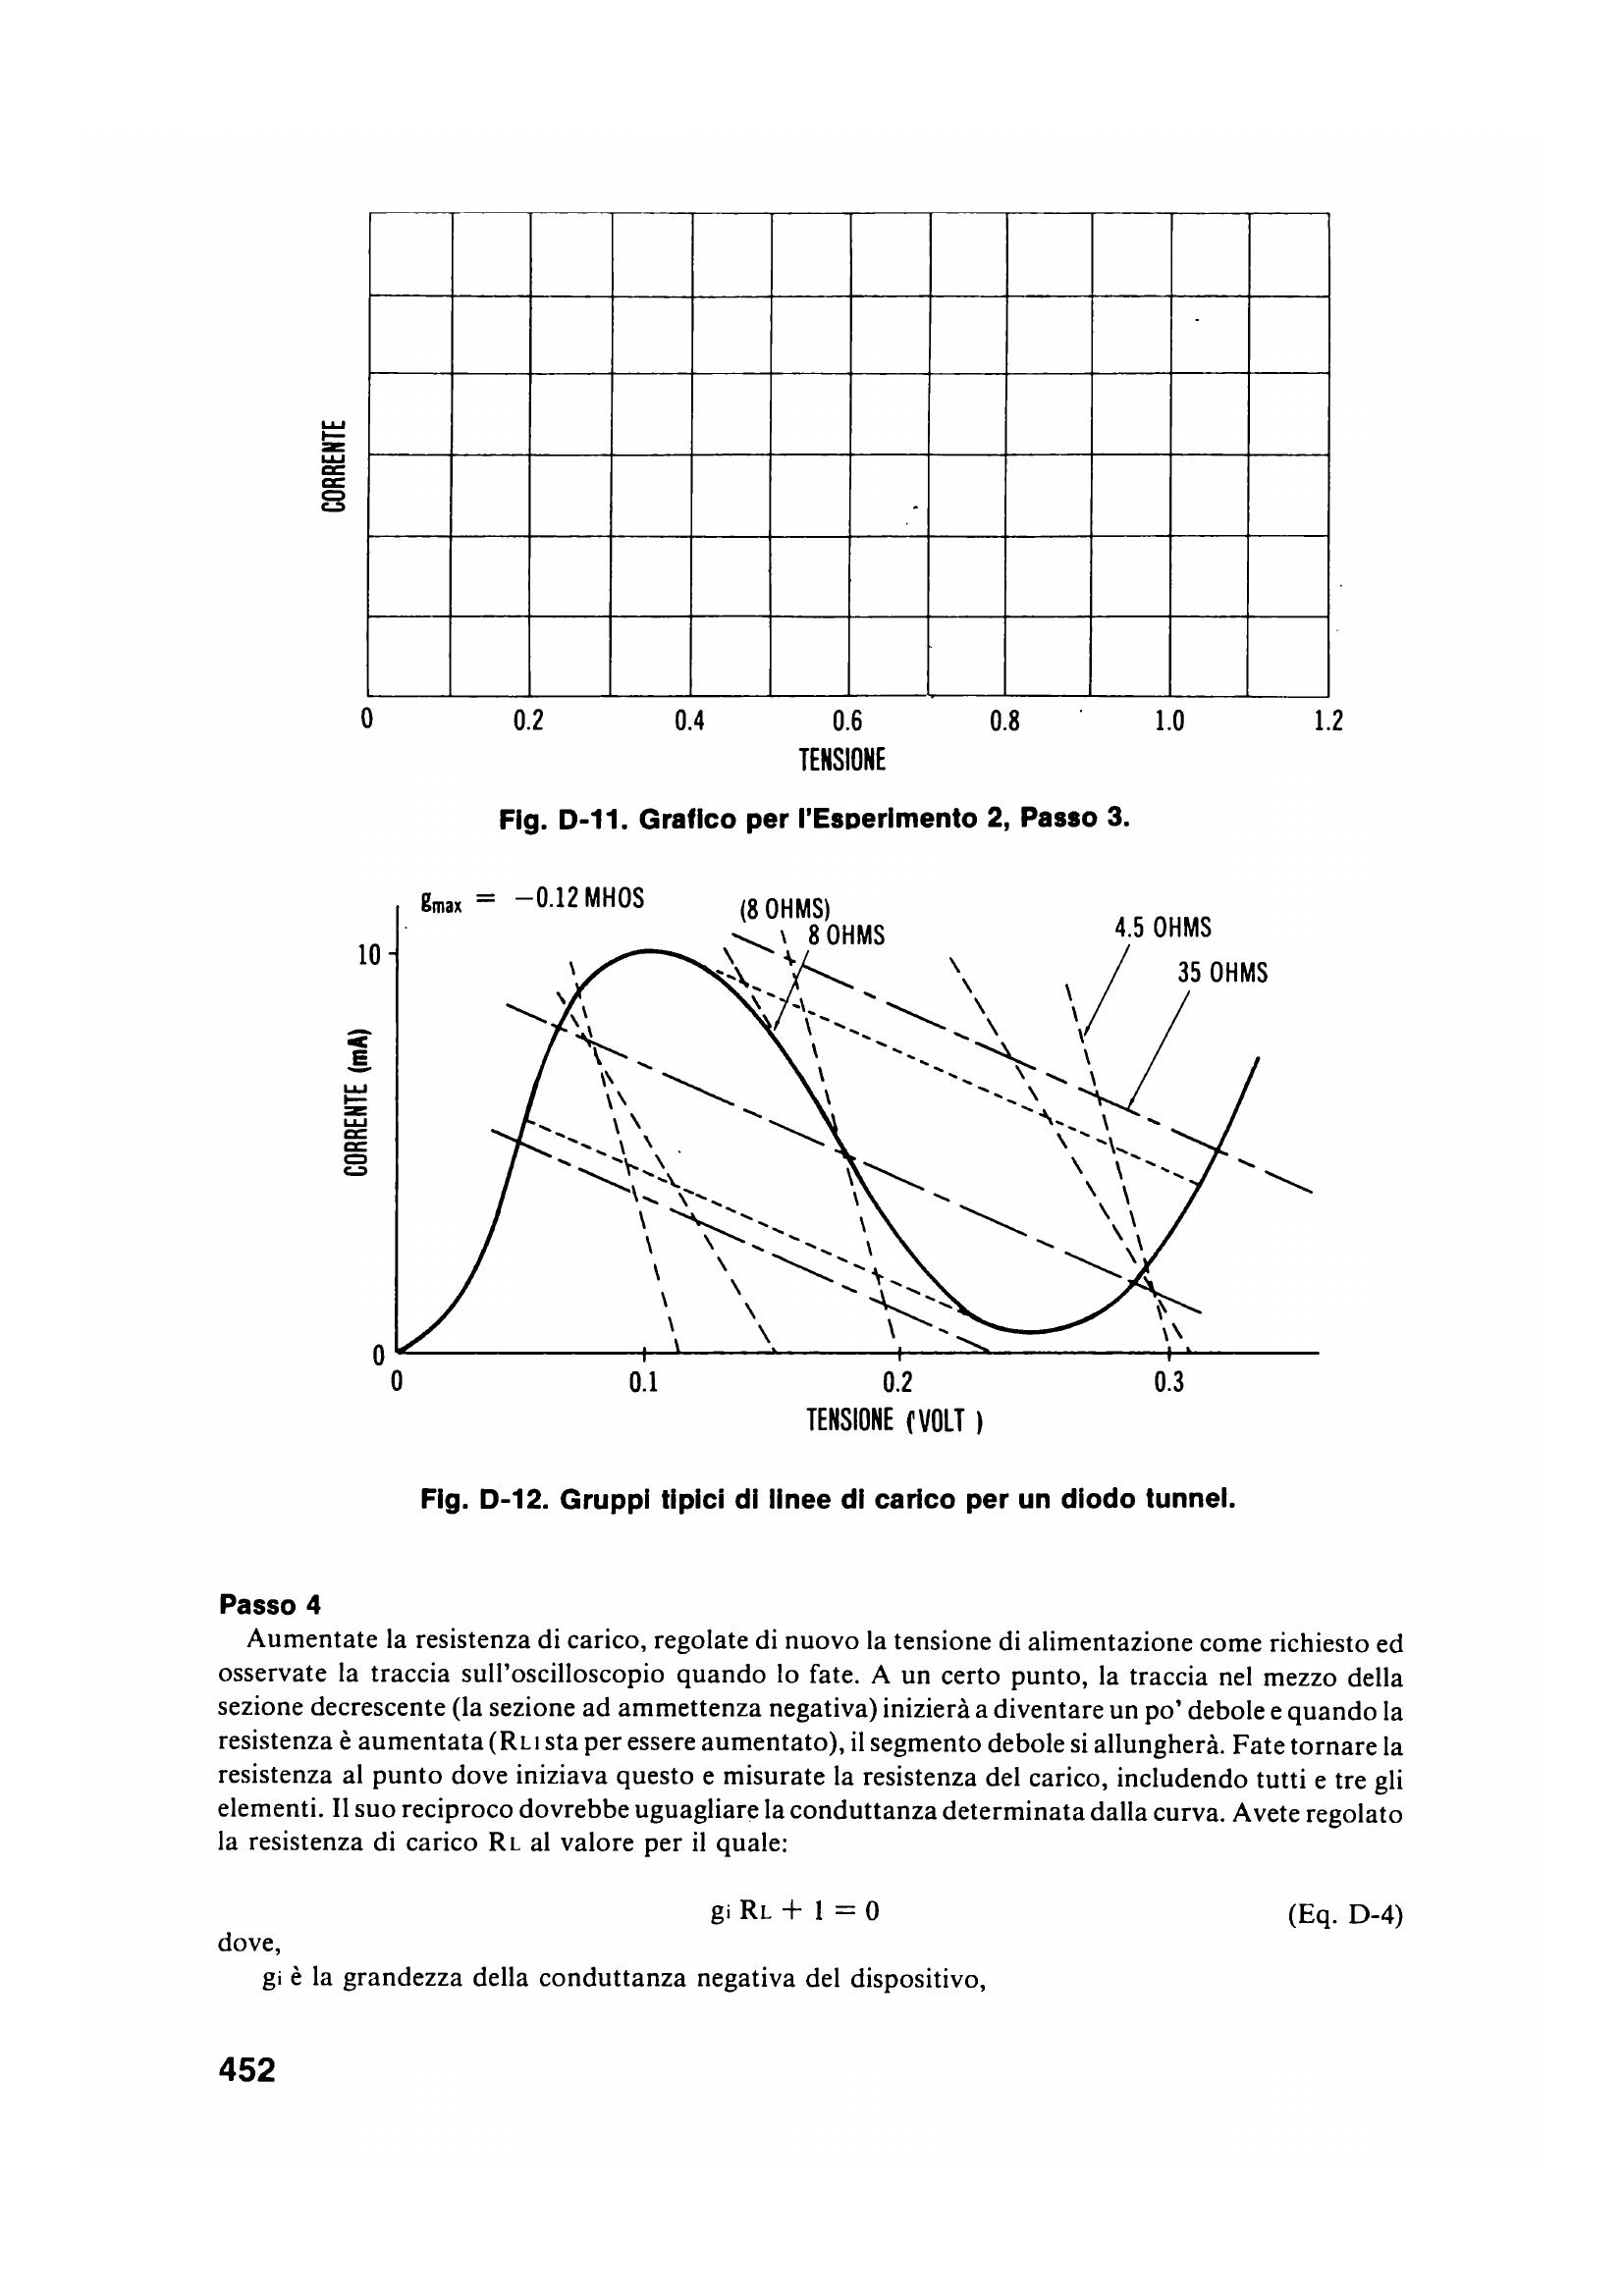 CORRENTE
0 0.2 0.4 0.6 0.8 1.0 1.2
TENSIONE
Fig. D-11. Grafico per l'Esperimento 2, Passo 3.
gmax = −0.12 MHOS
(8 OHMS)
8 OHMS
4.5 OHMS
35 OHMS
10
CORRENTE (mA)
0
0 0.1 0.2 0.3
TENSIONE (VOLT )
Fig. D-12. Gruppi tipici di linee di carico per un diodo tunnel.
Passo 4
Aumentate la resistenza di carico, regolate di nuovo la tensione di alimentazione come richiesto ed
osservate la traccia sull'oscilloscopio quando lo fate. A un certo punto, la traccia nel mezzo della
sezione decrescente (la sezione ad ammettenza negativa) inizierà a diventare un po' debole e quando la
resistenza è aumentata (RL1 sta per essere aumentato), il segmento debole si allungherà. Fate tornare la
resistenza al punto dove iniziava questo e misurate la resistenza del carico, includendo tutti e tre gli
elementi. Il suo reciproco dovrebbe uguagliare la conduttanza determinata dalla curva. Avete regolato
la resistenza di carico RL al valore per il quale:
gi RL + 1 = 0 (Eq. D-4)
dove,
gi è la grandezza della conduttanza negativa del dispositivo,
452